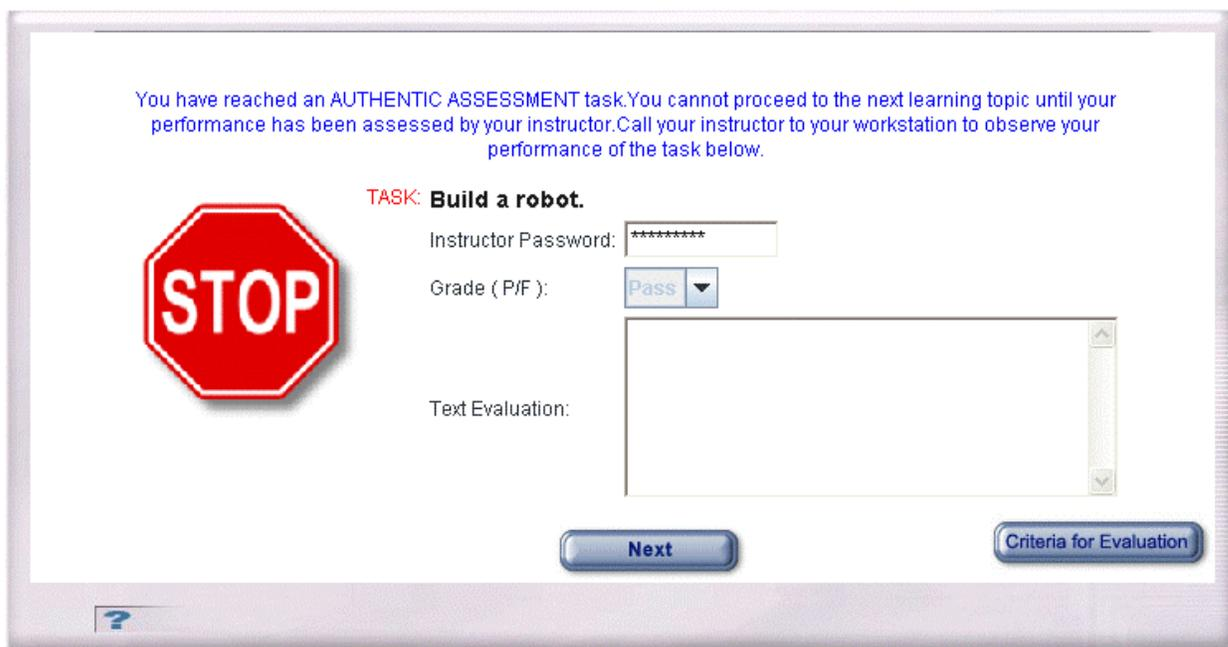 You have reached an AUTHENTIC ASSESSMENT task.You cannot proceed to the next learning topic until your
performance has been assessed by your instructor.Call your instructor to your workstation to observe your
performance of the task below.
TASK: Build a robot.
STOP
Instructor Password: *********
Grade ( P/F ): Pass
Text Evaluation:
Next
Criteria for Evaluation
?